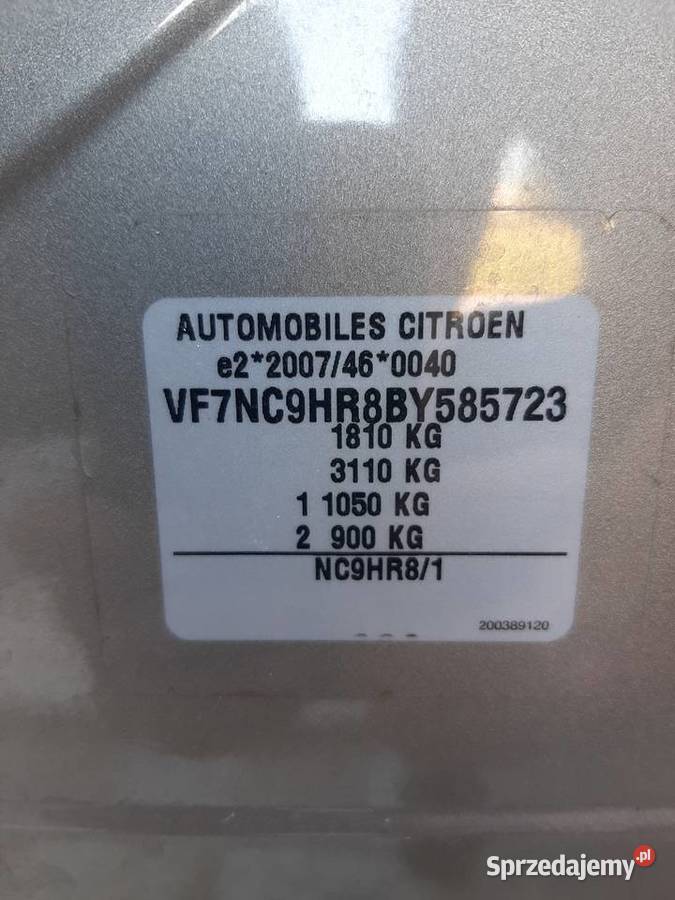 AUTOMOBILES CITROEN
e2*2007/46*0040
VF7NC9HR8BY585723
1810 KG
3110 KG
1 1050 KG
2 900 KG
NC9HR8/1
200389120
Sprzedajemy.pl